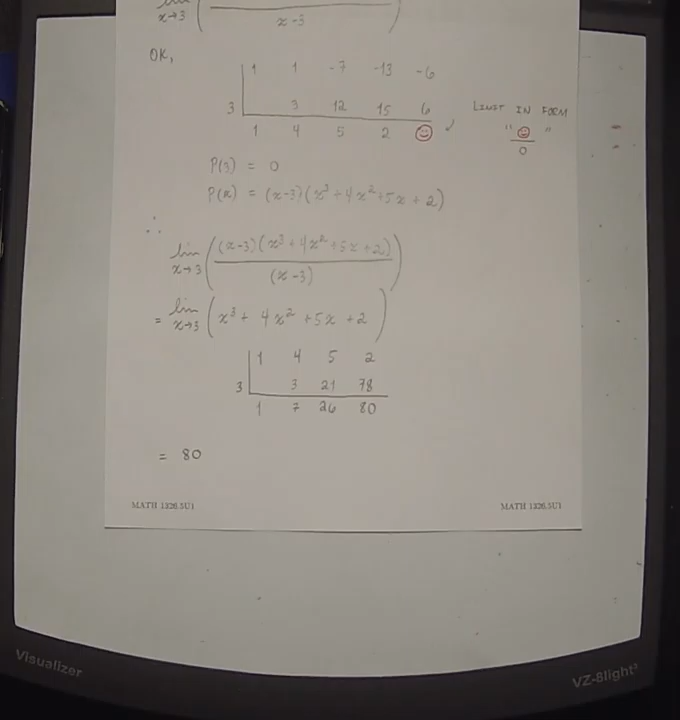 x→3
x-3
OK,
1 1 -7 -13 -6
3 3 12 15 6
1 4 5 2 ☺
LIMIT IN FORM
"☺/0"
P(3) = 0
P(x) = (x-3)(x³+4x²+5x+2)
∴
lim x→3 ((x-3)(x³+4x²+5x+2)/(x-3))
= lim x→3 (x³+4x²+5x+2)
1 4 5 2
3 3 21 78
1 7 26 80
= 80
MATH 1326.5U1 MATH 1326.5U1
Visualizer VZ-8light³